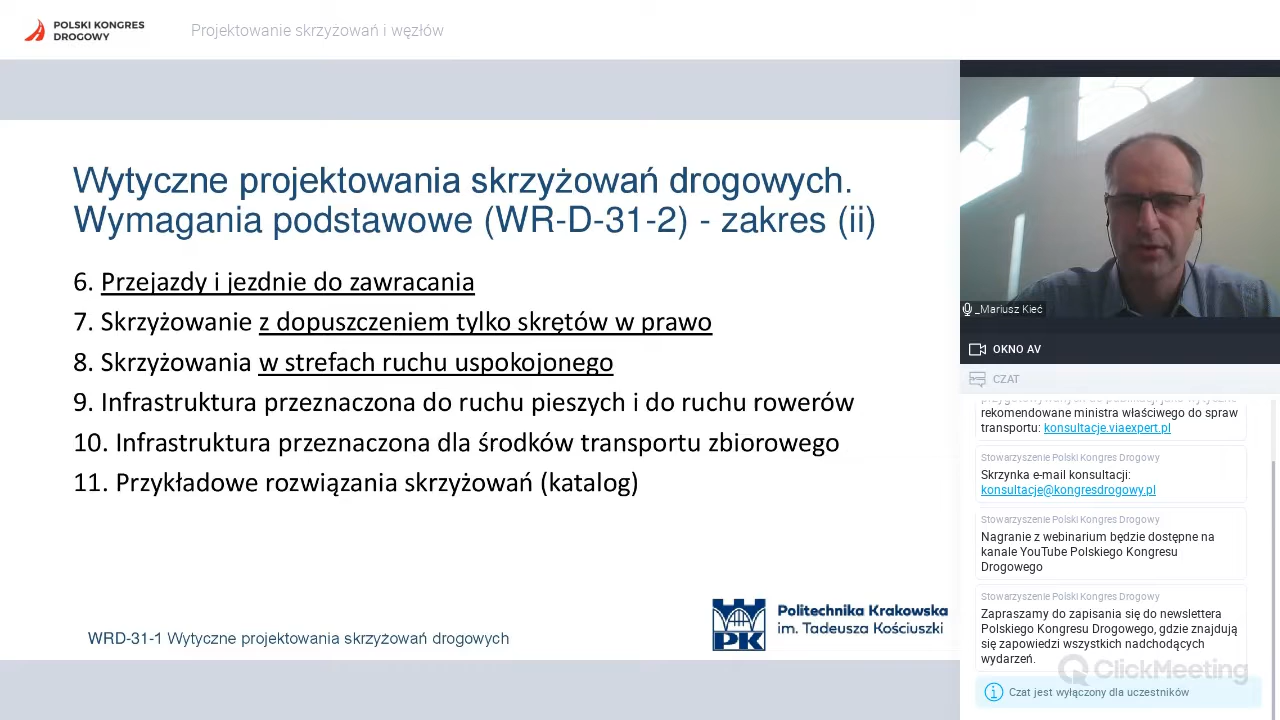 POLSKI KONGRES
DROGOWY
Projektowanie skrzyżowań i węzłów
Wytyczne projektowania skrzyżowań drogowych.
Wymagania podstawowe (WR-D-31-2) - zakres (ii)
6. Przejazdy i jezdnie do zawracania
7. Skrzyżowanie z dopuszczeniem tylko skrętów w prawo
8. Skrzyżowania w strefach ruchu uspokojonego
9. Infrastruktura przeznaczona do ruchu pieszych i do ruchu rowerów
10. Infrastruktura przeznaczona dla środków transportu zbiorowego
11. Przykładowe rozwiązania skrzyżowań (katalog)
WRD-31-1 Wytyczne projektowania skrzyżowań drogowych
PK
Politechnika Krakowska
im. Tadeusza Kościuszki
_Mariusz Kieć
OKNO AV
CZAT
rekomendowane ministra właściwego do spraw
transportu: konsultacje.viaexpert.pl
Stowarzyszenie Polski Kongres Drogowy
Skrzynka e-mail konsultacji:
konsultacje@kongresdrogowy.pl
Stowarzyszenie Polski Kongres Drogowy
Nagranie z webinarium będzie dostępne na
kanale YouTube Polskiego Kongresu
Drogowego
Stowarzyszenie Polski Kongres Drogowy
Zapraszamy do zapisania się do newslettera
Polskiego Kongresu Drogowego, gdzie znajdują
się zapowiedzi wszystkich nadchodzących
wydarzeń.
ClickMeeting
Czat jest wyłączony dla uczestników